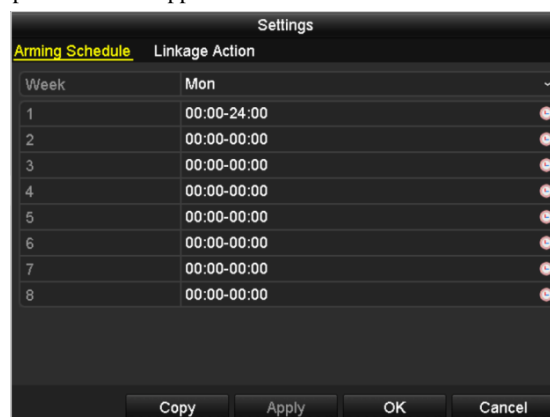 Settings
Arming Schedule Linkage Action
Week Mon
1 00:00-24:00
2 00:00-00:00
3 00:00-00:00
4 00:00-00:00
5 00:00-00:00
6 00:00-00:00
7 00:00-00:00
8 00:00-00:00
Copy Apply OK Cancel